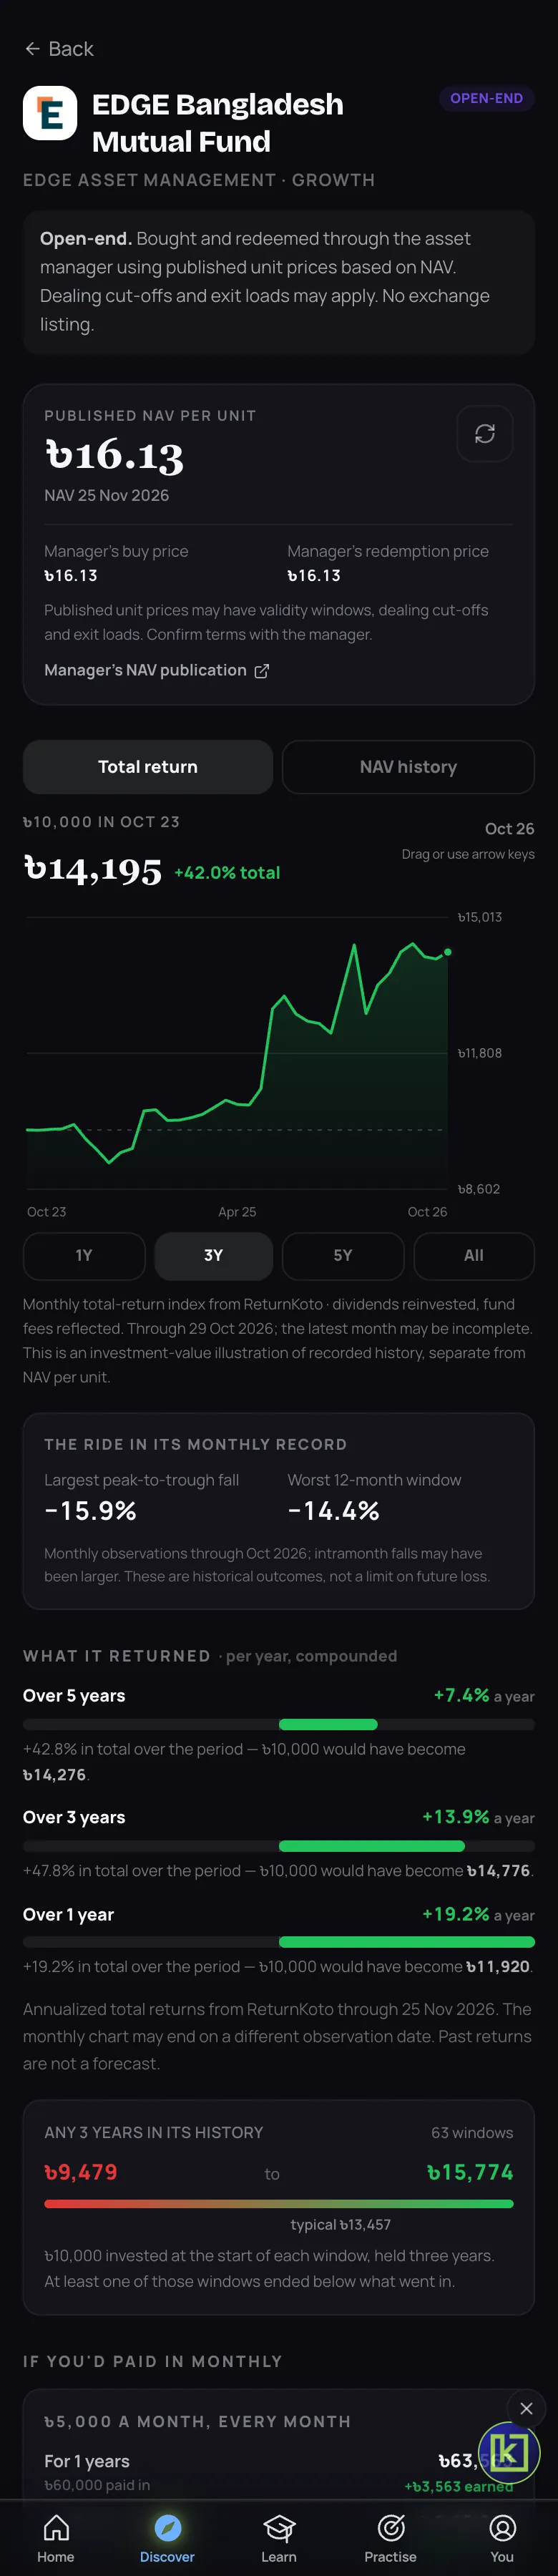 ← Back
EDGE Bangladesh
Mutual Fund
OPEN-END
EDGE ASSET MANAGEMENT · GROWTH
Open-end. Bought and redeemed through the asset
manager using published unit prices based on NAV.
Dealing cut-offs and exit loads may apply. No exchange
listing.
PUBLISHED NAV PER UNIT
৳16.13
NAV 25 Nov 2026
Manager's buy price
৳16.13
Manager's redemption price
৳16.13
Published unit prices may have validity windows, dealing cut-offs
and exit loads. Confirm terms with the manager.
Manager's NAV publication
Total return
NAV history
৳10,000 IN OCT 23
৳14,195 +42.0% total
Oct 26
Drag or use arrow keys
৳15,013
৳11,808
৳8,602
Oct 23
Apr 25
Oct 26
1Y
3Y
5Y
All
Monthly total-return index from ReturnKoto · dividends reinvested, fund
fees reflected. Through 29 Oct 2026; the latest month may be incomplete.
This is an investment-value illustration of recorded history, separate from
NAV per unit.
THE RIDE IN ITS MONTHLY RECORD
Largest peak-to-trough fall
−15.9%
Worst 12-month window
−14.4%
Monthly observations through Oct 2026; intramonth falls may have
been larger. These are historical outcomes, not a limit on future loss.
WHAT IT RETURNED · per year, compounded
Over 5 years
+7.4% a year
+42.8% in total over the period — ৳10,000 would have become
৳14,276.
Over 3 years
+13.9% a year
+47.8% in total over the period — ৳10,000 would have become ৳14,776.
Over 1 year
+19.2% a year
+19.2% in total over the period — ৳10,000 would have become ৳11,920.
Annualized total returns from ReturnKoto through 25 Nov 2026. The
monthly chart may end on a different observation date. Past returns
are not a forecast.
ANY 3 YEARS IN ITS HISTORY
63 windows
৳9,479
to
৳15,774
typical ৳13,457
৳10,000 invested at the start of each window, held three years.
At least one of those windows ended below what went in.
IF YOU'D PAID IN MONTHLY
৳5,000 A MONTH, EVERY MONTH
For 1 years
৳60,000 paid in
+৳3,563 earned
Home
Discover
Learn
Practise
You